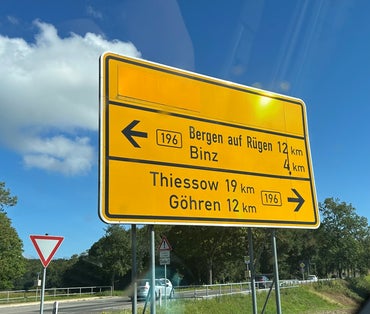 196 Bergen auf Rügen 12 km
Binz 4 km
Thiessow 19 km
Göhren 12 km 196